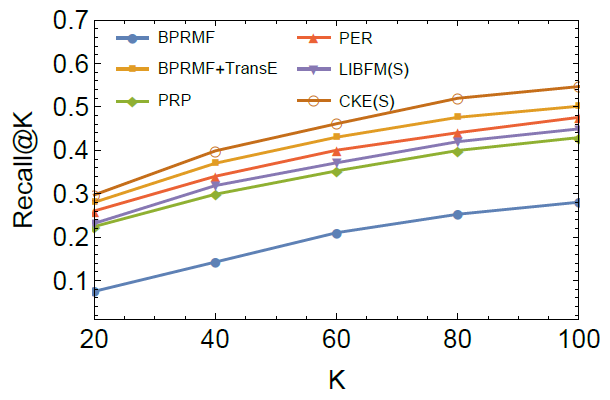 0.7
BPRMF
PER
0.6
BPRMF+TransE
LIBFM(S)
PRP
CKE(S)
0.5
0.4
0.3
0.2
0.1
Recall@K
20 40 60 80 100
K